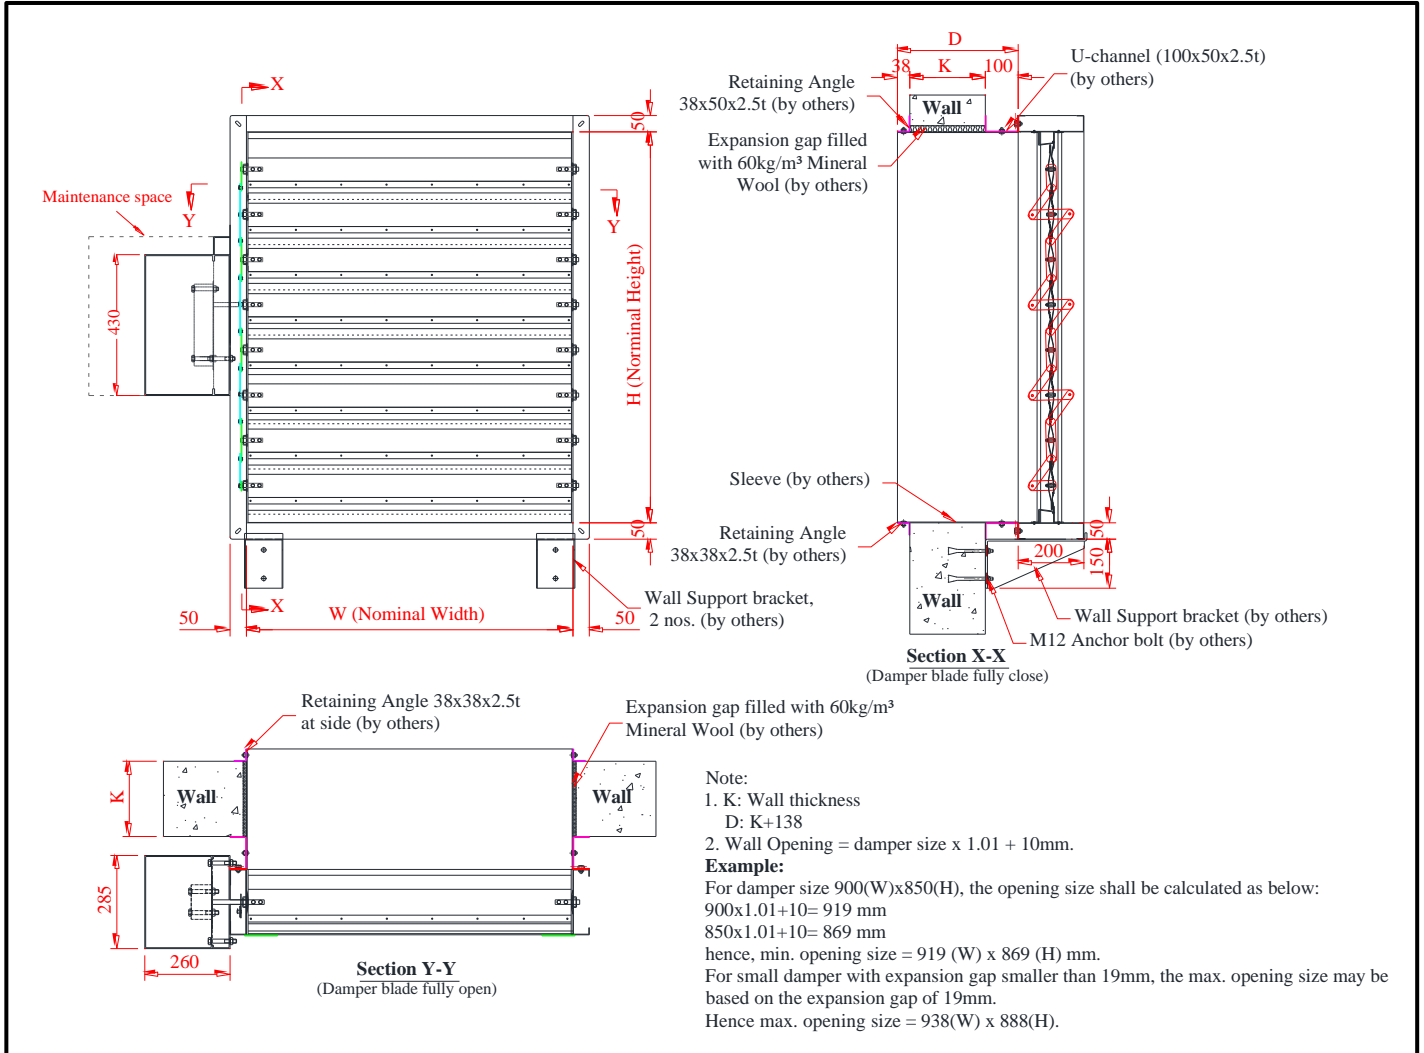 X
50
Maintenance space
Y
Y
430
H (Norminal Height)
50
X
50
W (Nominal Width)
50
Wall Support bracket,
2 nos. (by others)
D
38
K
100
U-channel (100x50x2.5t)
(by others)
Retaining Angle
38x50x2.5t (by others)
Wall
Expansion gap filled
with 60kg/m³ Mineral
Wool (by others)
Sleeve (by others)
Retaining Angle
38x38x2.5t (by others)
50
200
150
Wall
Wall Support bracket (by others)
M12 Anchor bolt (by others)
Section X-X
(Damper blade fully close)
Retaining Angle 38x38x2.5t
at side (by others)
Expansion gap filled with 60kg/m³
Mineral Wool (by others)
K
Wall
Wall
285
260
Section Y-Y
(Damper blade fully open)
Note:
1. K: Wall thickness
D: K+138
2. Wall Opening = damper size x 1.01 + 10mm.
Example:
For damper size 900(W)x850(H), the opening size shall be calculated as below:
900x1.01+10= 919 mm
850x1.01+10= 869 mm
hence, min. opening size = 919 (W) x 869 (H) mm.
For small damper with expansion gap smaller than 19mm, the max. opening size may be
based on the expansion gap of 19mm.
Hence max. opening size = 938(W) x 888(H).